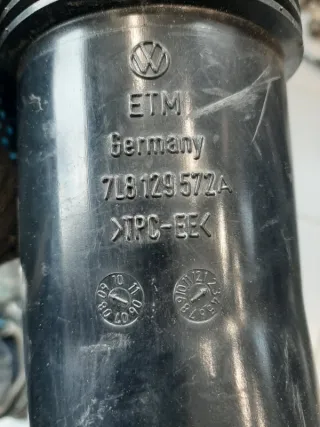 ETM
Germany
7L8 129 572A
>TPC-EE<